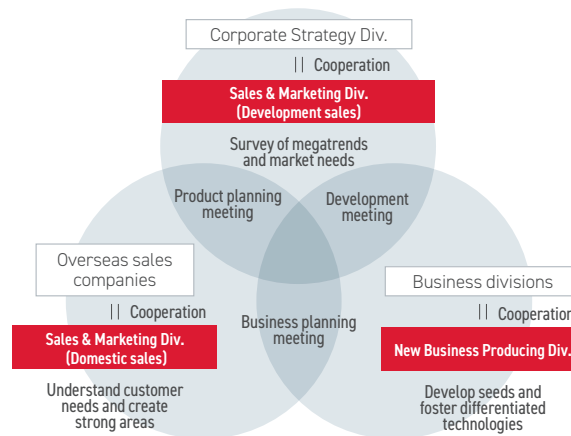 Corporate Strategy Div.
Cooperation
Sales & Marketing Div.
(Development sales)
Survey of megatrends
and market needs
Product planning
meeting
Development
meeting
Overseas sales
companies
Cooperation
Sales & Marketing Div.
(Domestic sales)
Understand customer
needs and create
strong areas
Business planning
meeting
Business divisions
Cooperation
New Business Producing Div.
Develop seeds and
foster differentiated
technologies